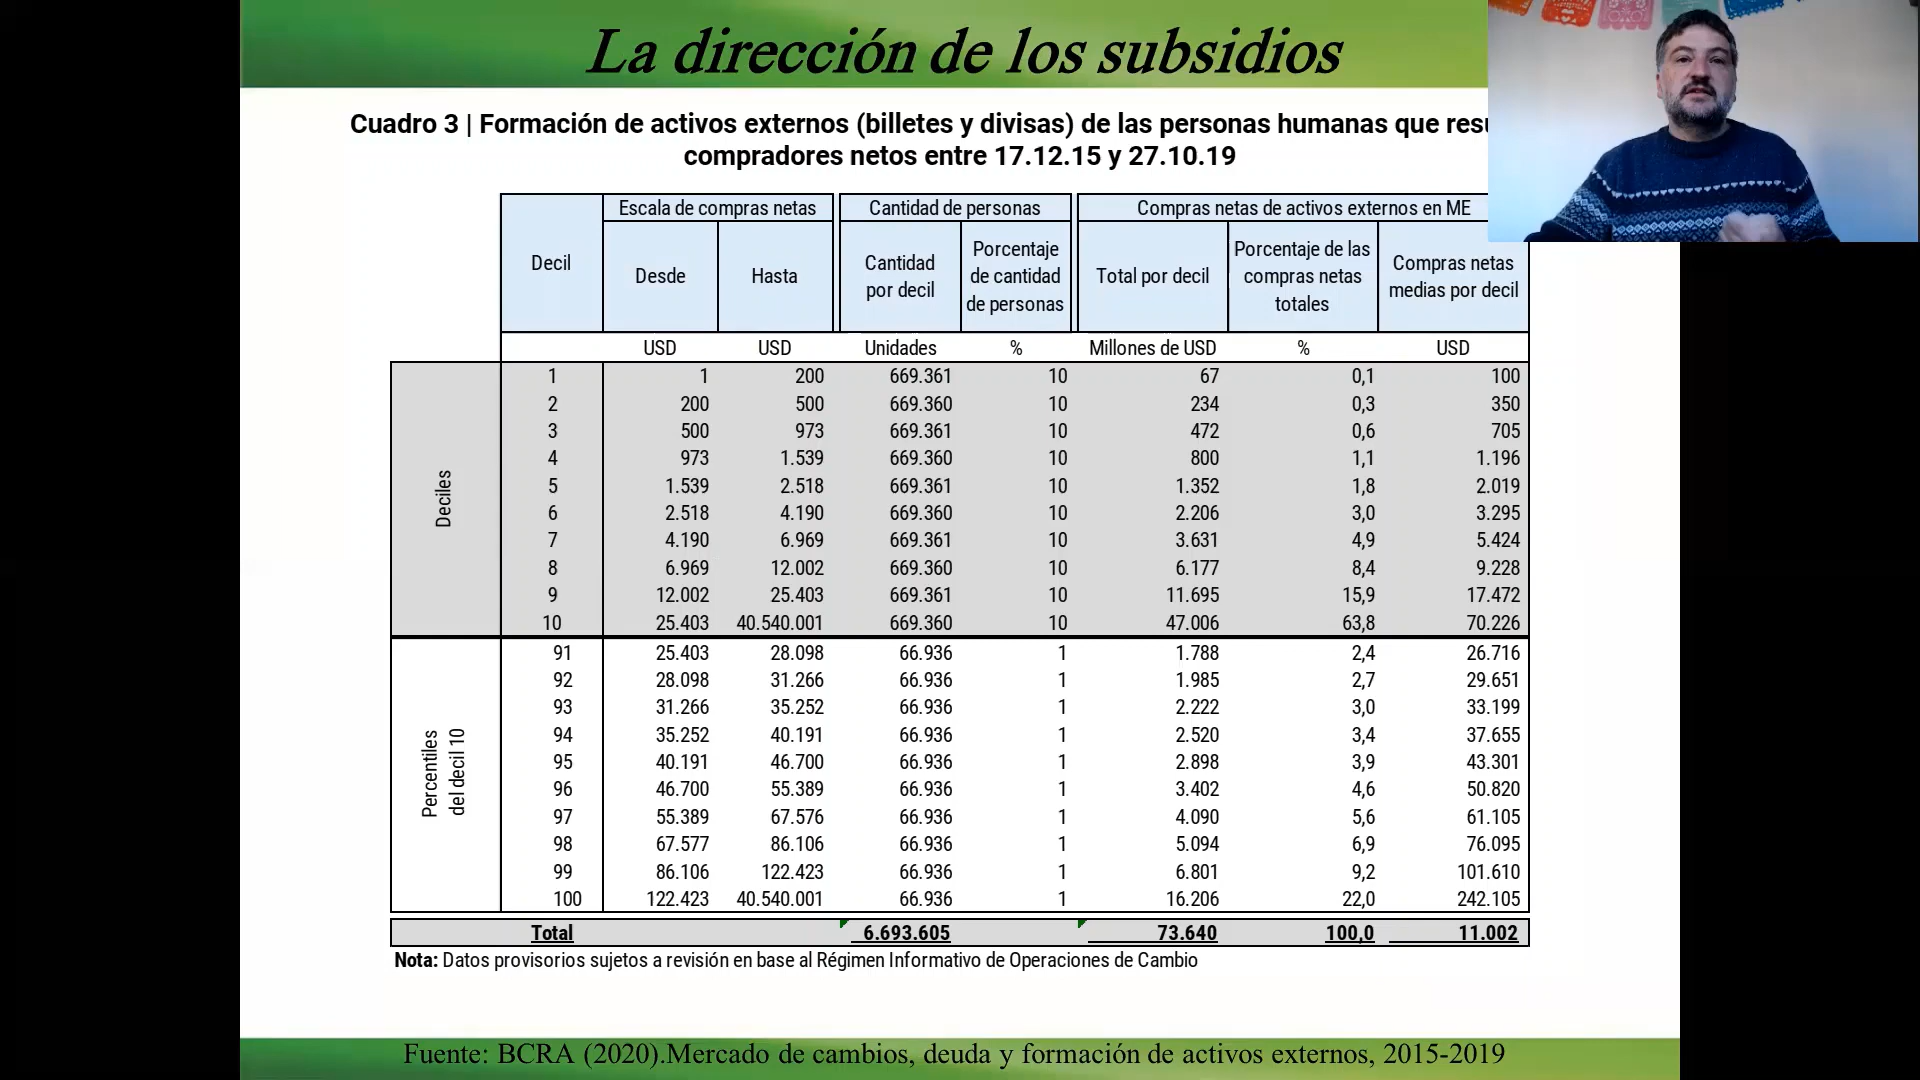 La dirección de los subsidios
Cuadro 3 | Formación de activos externos (billetes y divisas) de las personas humanas que
compradores netos entre 17.12.15 y 27.10.19
Decil Escala de compras netas Cantidad de personas Compras netas de activos externos en ME
Desde Hasta Cantidad por decil Porcentaje de cantidad de personas Total por decil Porcentaje de las compras netas totales Compras netas medias por decil
USD USD Unidades % Millones de USD % USD
Deciles
1 1 200 669.361 10 67 0,1 100
2 200 500 669.360 10 234 0,3 350
3 500 973 669.361 10 472 0,6 705
4 973 1.539 669.360 10 800 1,1 1.196
5 1.539 2.518 669.361 10 1.352 1,8 2.019
6 2.518 4.190 669.360 10 2.206 3,0 3.295
7 4.190 6.969 669.361 10 3.631 4,9 5.424
8 6.969 12.002 669.360 10 6.177 8,4 9.228
9 12.002 25.403 669.361 10 11.695 15,9 17.472
10 25.403 40.540.001 669.360 10 47.006 63,8 70.226
Percentiles
del decil 10
91 25.403 28.098 66.936 1 1.788 2,4 26.716
92 28.098 31.266 66.936 1 1.985 2,7 29.651
93 31.266 35.252 66.936 1 2.222 3,0 33.199
94 35.252 40.191 66.936 1 2.520 3,4 37.655
95 40.191 46.700 66.936 1 2.898 3,9 43.301
96 46.700 55.389 66.936 1 3.402 4,6 50.820
97 55.389 67.576 66.936 1 4.090 5,6 61.105
98 67.577 86.106 66.936 1 5.094 6,9 76.095
99 86.106 122.423 66.936 1 6.801 9,2 101.610
100 122.423 40.540.001 66.936 1 16.206 22,0 242.105
Total 6.693.605 73.640 100,0 11.002
Nota: Datos provisorios sujetos a revisión en base al Régimen Informativo de Operaciones de Cambio
Fuente: BCRA (2020).Mercado de cambios, deuda y formación de activos externos, 2015-2019